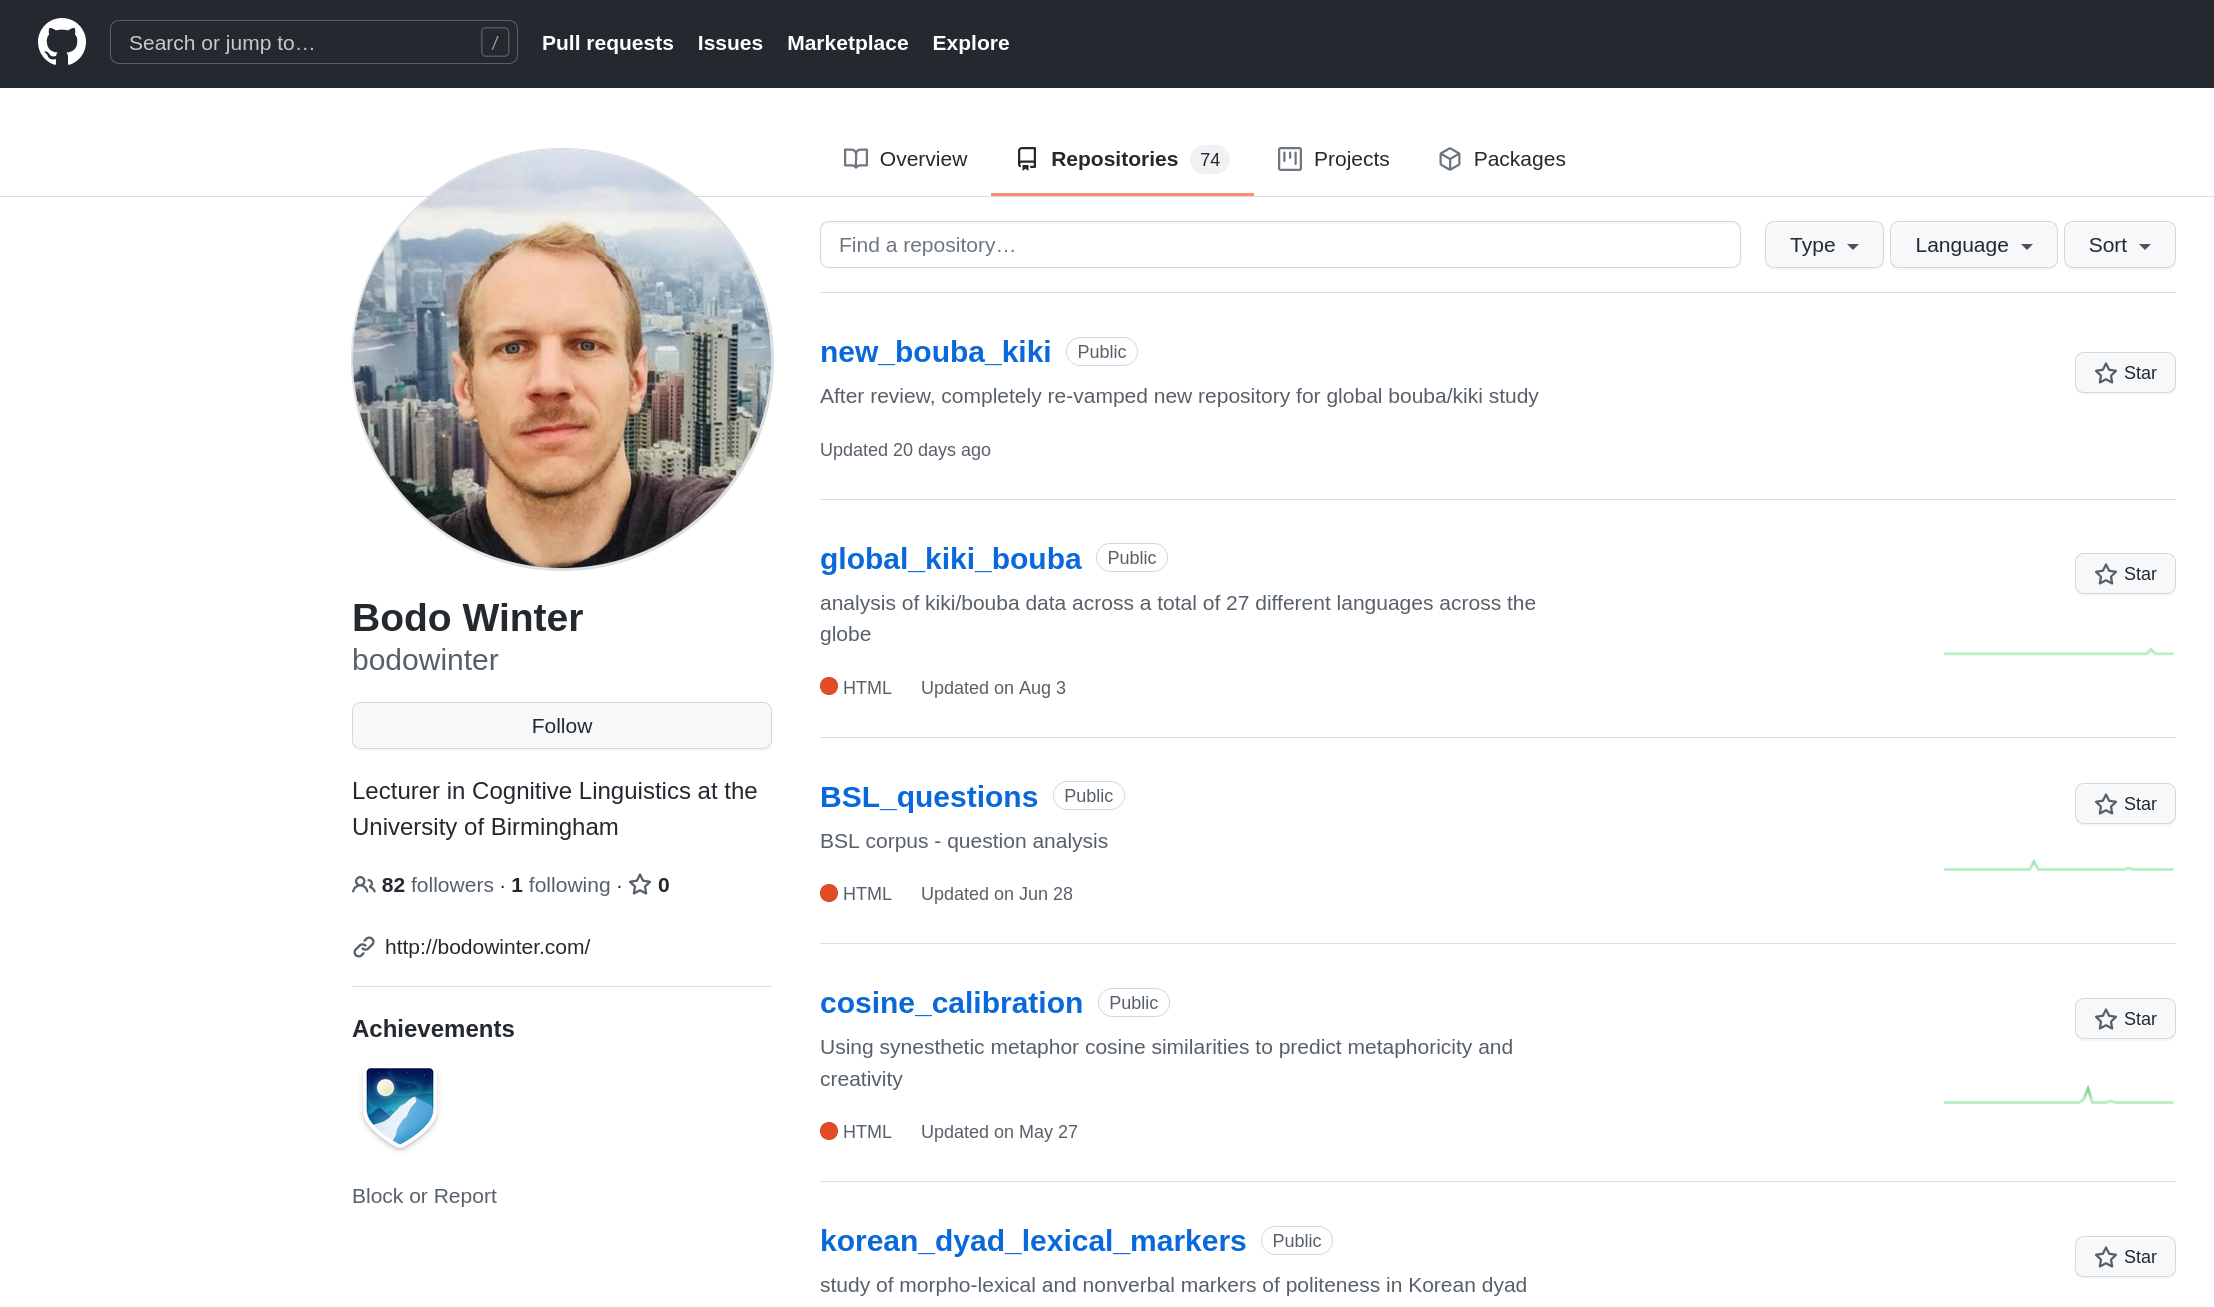 Search or jump to… /
Pull requests Issues Marketplace Explore
Overview Repositories 74 Projects Packages
Bodo Winter
bodowinter
Follow
Lecturer in Cognitive Linguistics at the
University of Birmingham
82 followers · 1 following · 0
http://bodowinter.com/
Achievements
Block or Report
Find a repository… Type Language Sort
new_bouba_kiki Public
Star
After review, completely re-vamped new repository for global bouba/kiki study
Updated 20 days ago
global_kiki_bouba Public
Star
analysis of kiki/bouba data across a total of 27 different languages across the
globe
HTML Updated on Aug 3
BSL_questions Public
Star
BSL corpus - question analysis
HTML Updated on Jun 28
cosine_calibration Public
Star
Using synesthetic metaphor cosine similarities to predict metaphoricity and
creativity
HTML Updated on May 27
korean_dyad_lexical_markers Public
Star
study of morpho-lexical and nonverbal markers of politeness in Korean dyad